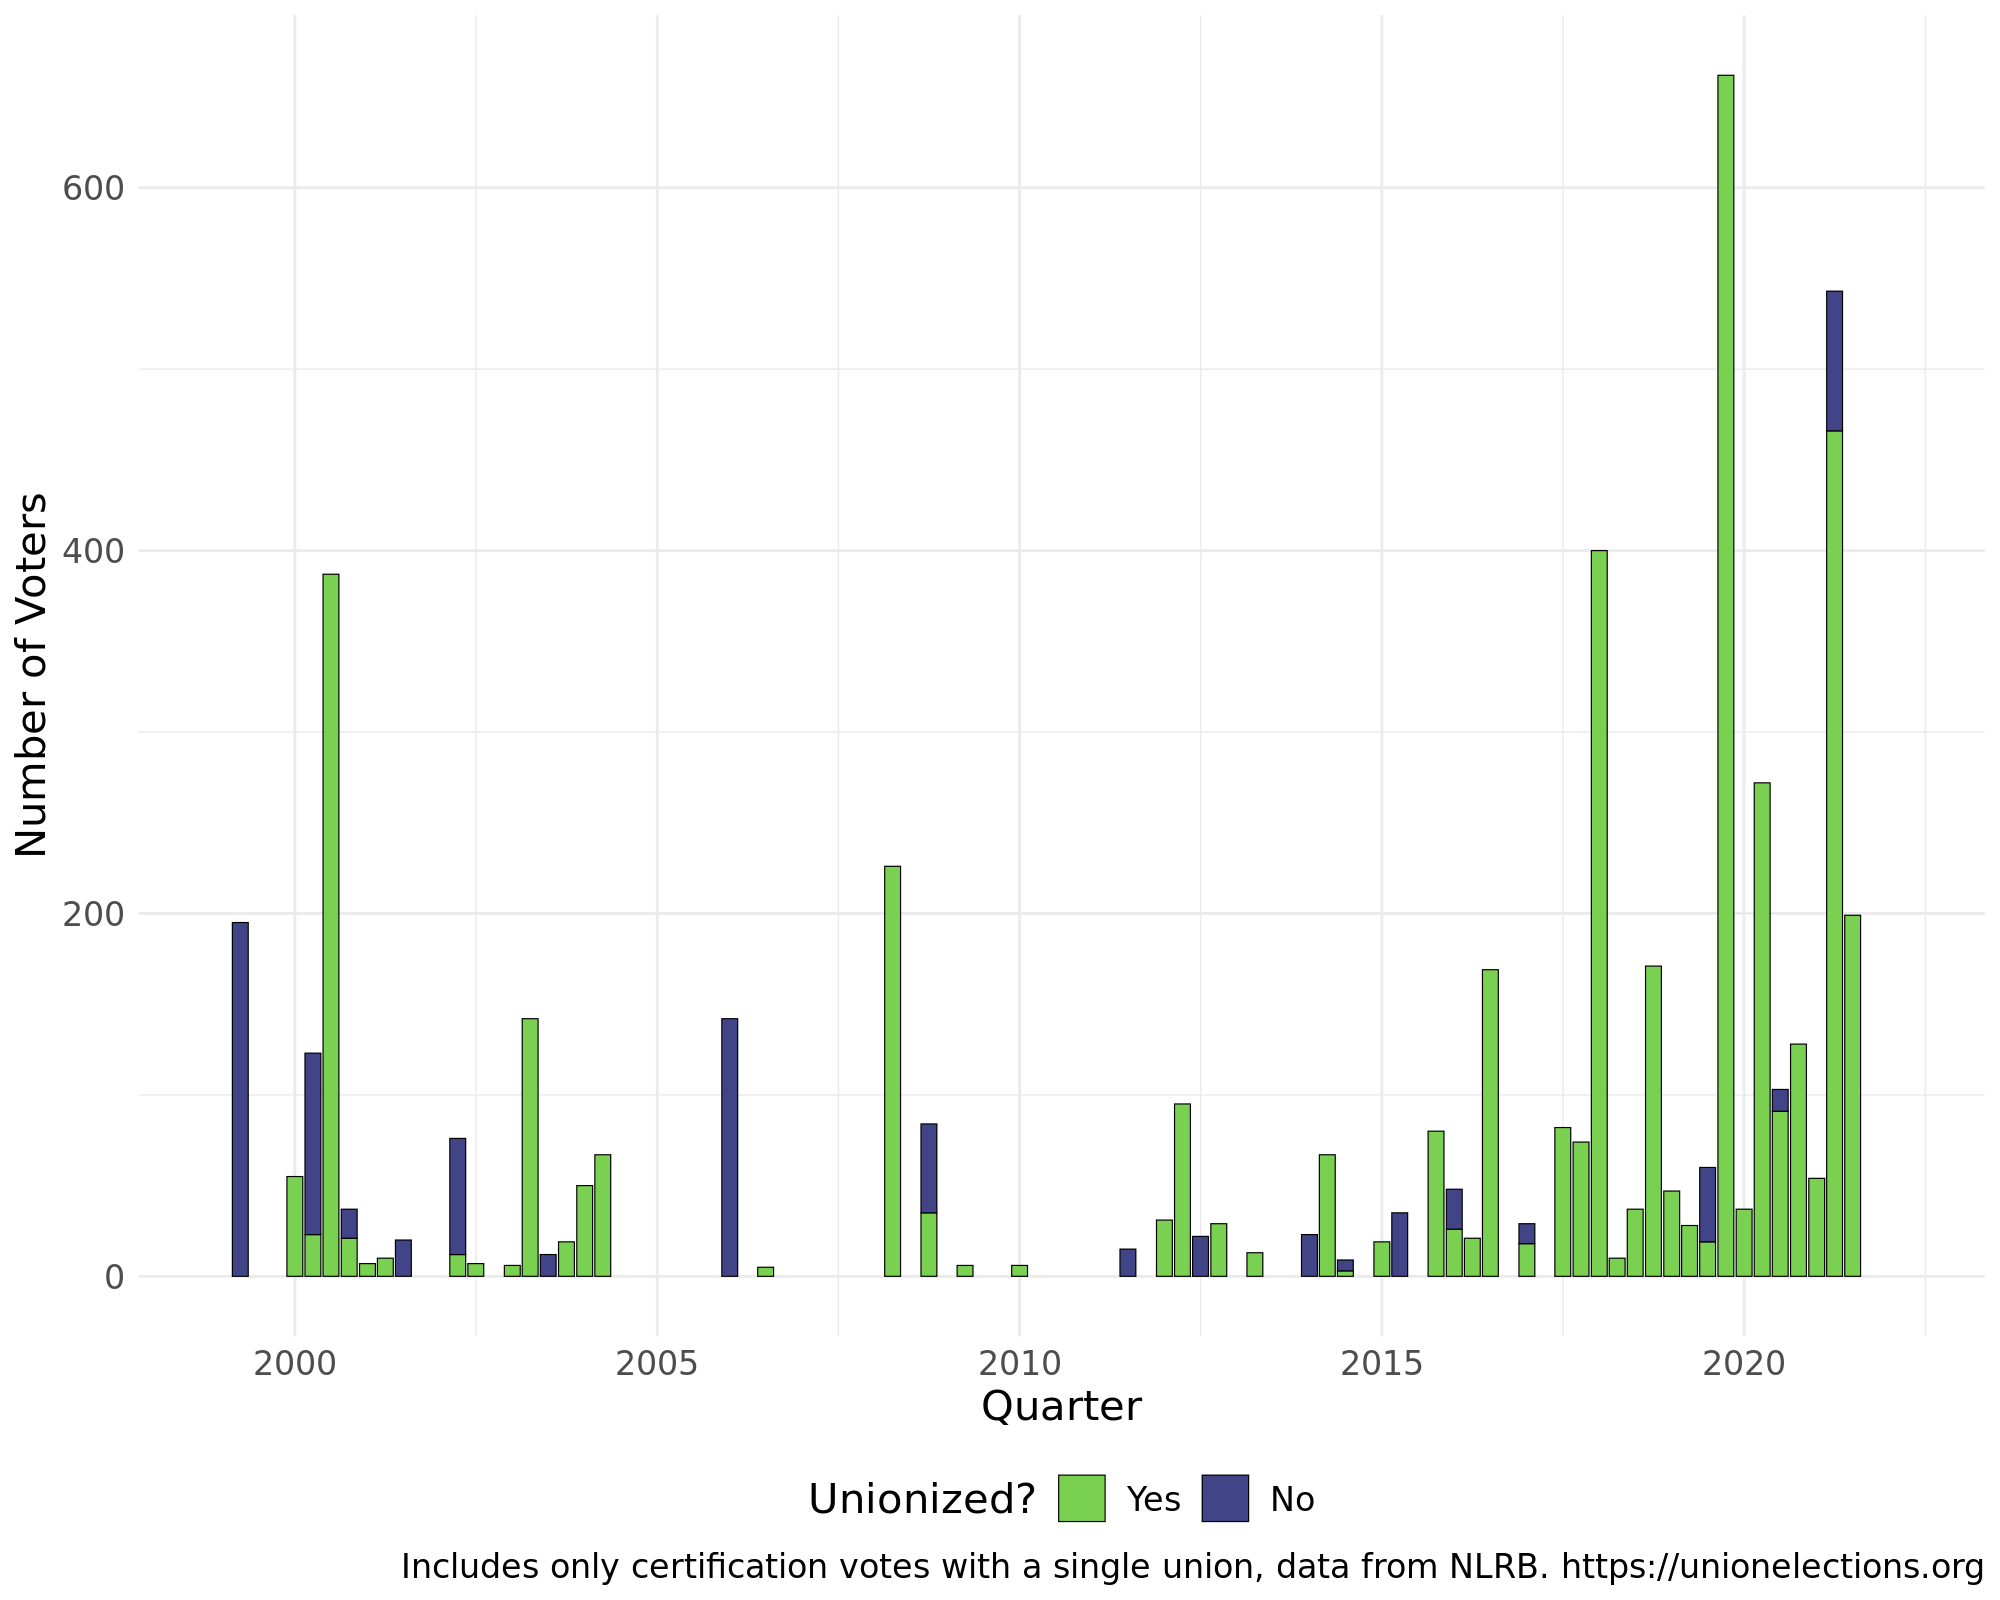 600
400
200
0
Number of Voters
2000 2005 2010 2015 2020
Quarter
Unionized? Yes No
Includes only certification votes with a single union, data from NLRB. https://unionelections.org